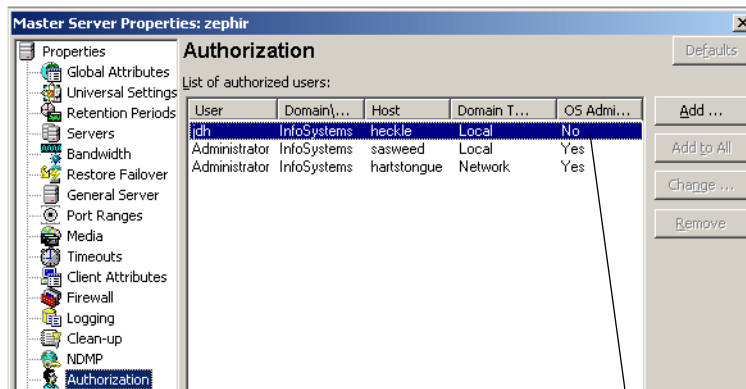 Master Server Properties: zephir
Properties
Global Attributes
Universal Settings
Retention Periods
Servers
Bandwidth
Restore Failover
General Server
Port Ranges
Media
Timeouts
Client Attributes
Firewall
Logging
Clean-up
NDMP
Authorization
Authorization
Defaults
List of authorized users:
User Domain\... Host Domain T... OS Admi...
jdh InfoSystems heckle Local No
Administrator InfoSystems sasweed Local Yes
Administrator InfoSystems hartstongue Network Yes
Add ...
Add to All
Change ...
Remove